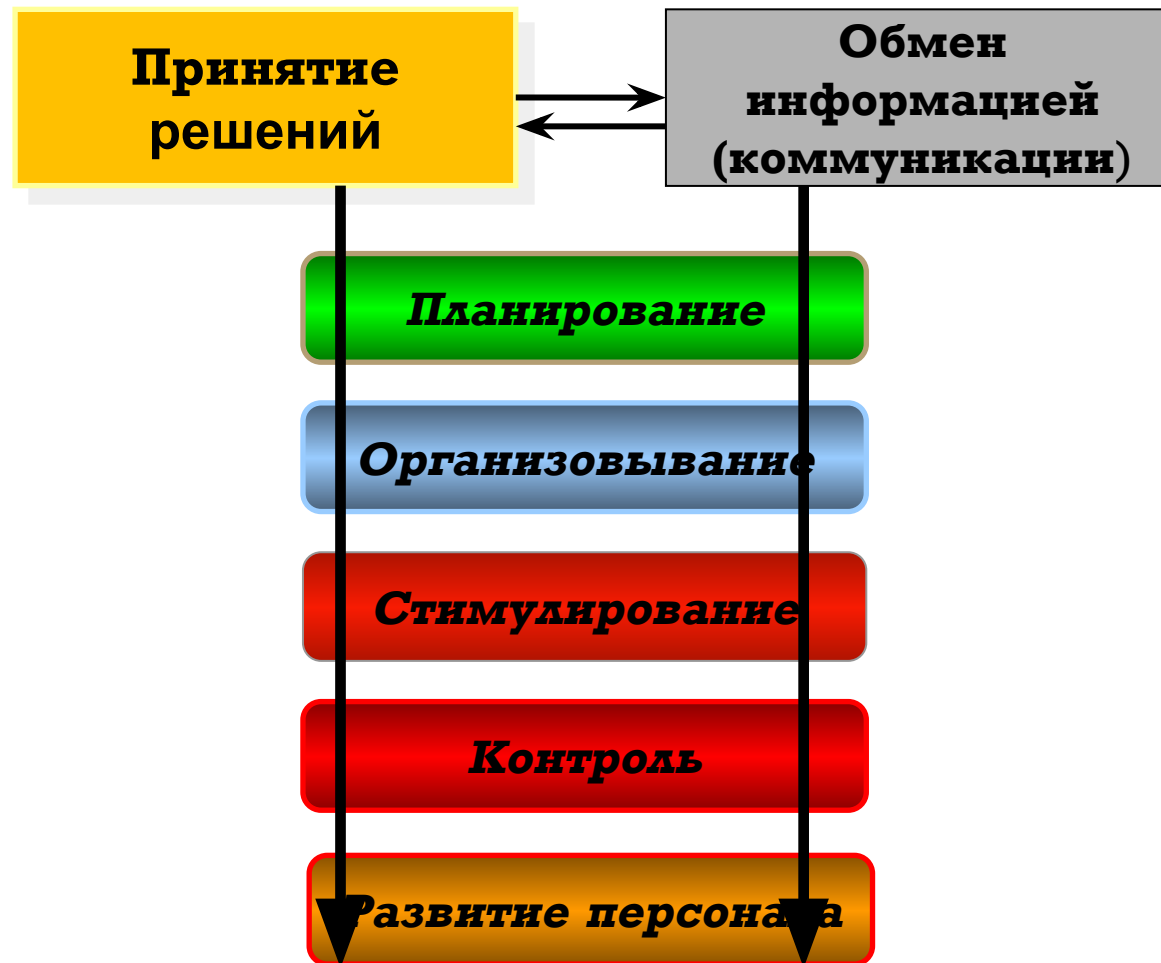 Принятие
решений
Обмен
информацией
(коммуникации)
Планирование
Организовывание
Стимулирование
Контроль
Развитие персонала